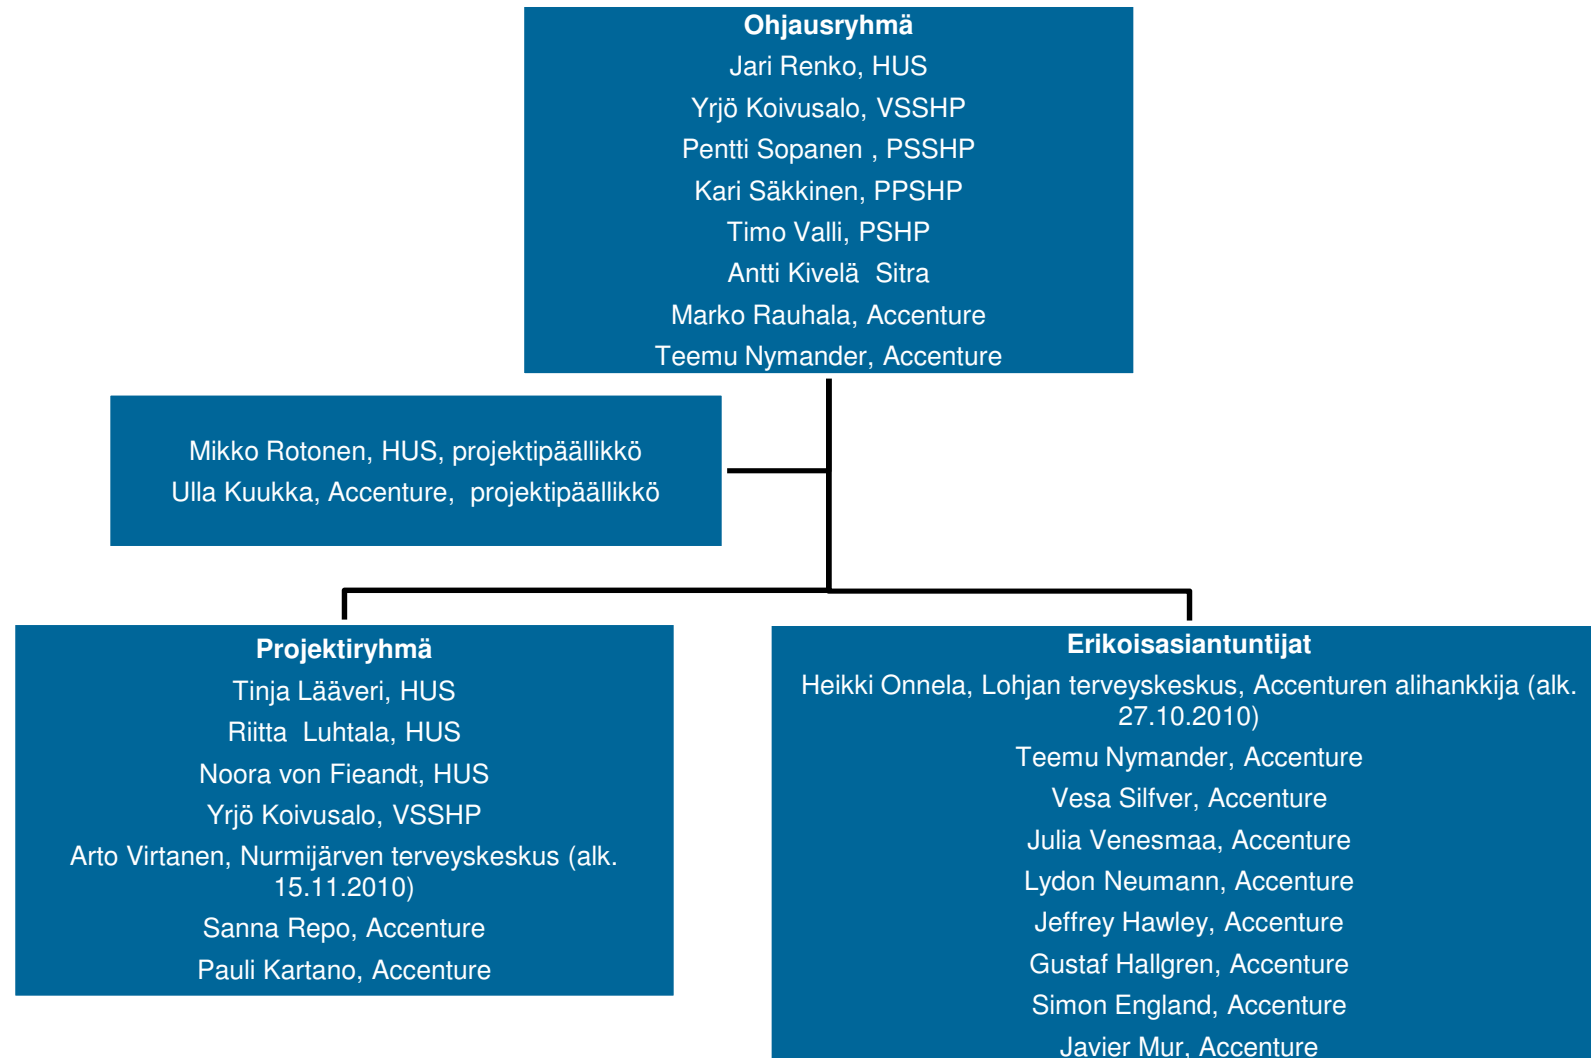 Ohjausryhmä
Jari Renko, HUS
Yrjö Koivusalo, VSSHP
Pentti Sopanen , PSSHP
Kari Säkkinen, PPSHP
Timo Valli, PSHP
Antti Kivelä  Sitra
Marko Rauhala, Accenture
Teemu Nymander, Accenture
Mikko Rotonen, HUS, projektipäällikkö
Ulla Kuukka, Accenture,  projektipäällikkö
Projektiryhmä
Tinja Lääveri, HUS
Riitta  Luhtala, HUS
Noora von Fieandt, HUS
Yrjö Koivusalo, VSSHP
Arto Virtanen, Nurmijärven terveyskeskus (alk.
15.11.2010)
Sanna Repo, Accenture
Pauli Kartano, Accenture
Erikoisasiantuntijat
Heikki Onnela, Lohjan terveyskeskus, Accenturen alihankkija (alk.
27.10.2010)
Teemu Nymander, Accenture
Vesa Silfver, Accenture
Julia Venesmaa, Accenture
Lydon Neumann, Accenture
Jeffrey Hawley, Accenture
Gustaf Hallgren, Accenture
Simon England, Accenture
Javier Mur, Accenture